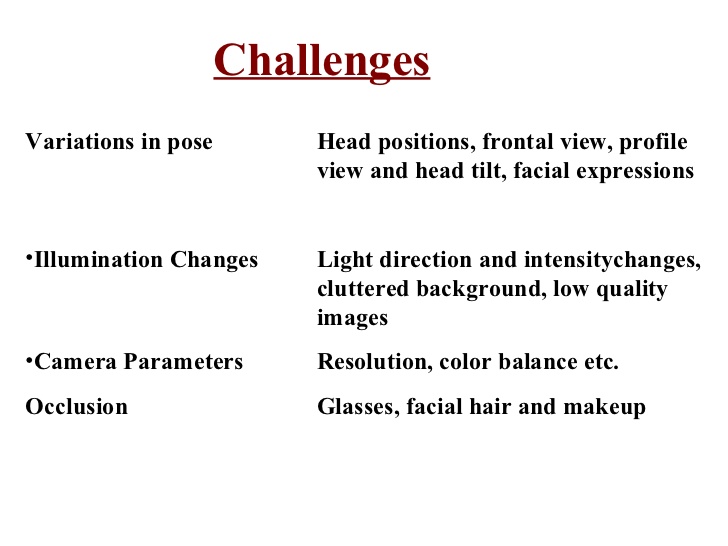 Challenges
Variations in pose
Head positions, frontal view, profile
view and head tilt, facial expressions
•Illumination Changes
Light direction and intensitychanges,
cluttered background, low quality
images
•Camera Parameters
Resolution, color balance etc.
Occlusion
Glasses, facial hair and makeup